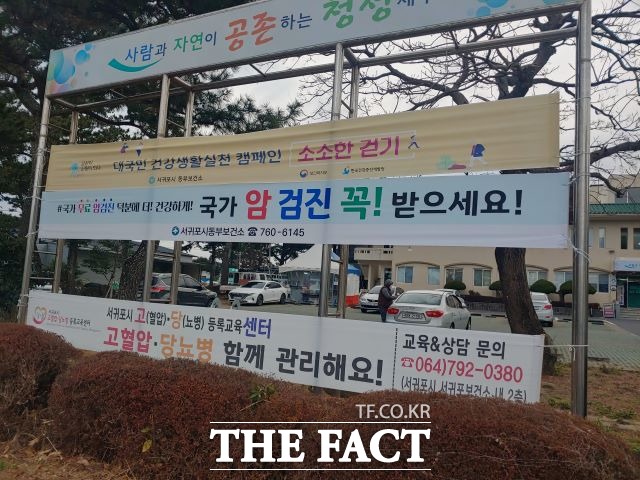 사람과 자연이 공존하는 청정
대국민 건강생활실천 캠페인 소소한 걷기
서귀포시 동부보건소
#국가 무료 암검진 덕분에 더! 건강하게! 국가 암 검진 꼭! 받으세요!
서귀포시동부보건소 ☎ 760-6145
서귀포시 고(혈압)·당(뇨병) 등록교육센터
고혈압·당뇨병 함께 관리해요!
교육&상담 문의
☎064)792-0380
(서귀포시 서귀포보건소 내 2층)
TF.CO.KR
THE FACT